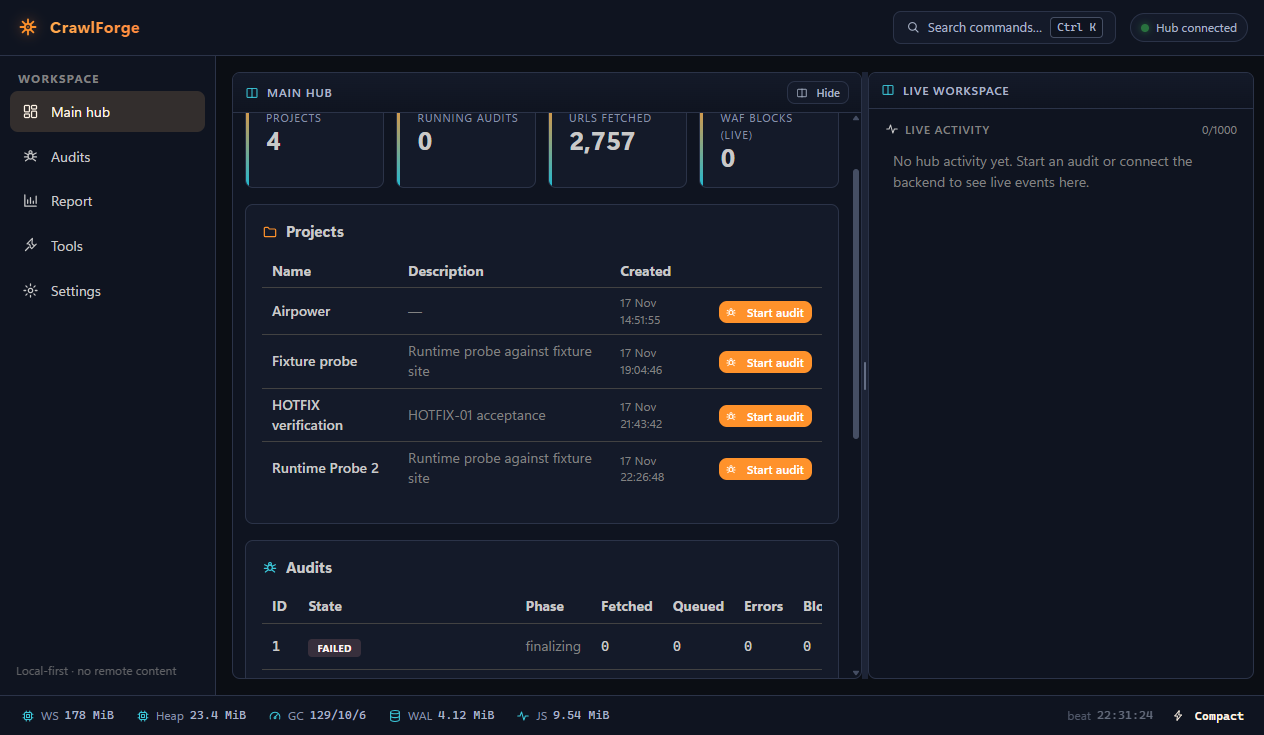 CrawlForge
Search commands... Ctrl K
Hub connected
WORKSPACE
Main hub
Audits
Report
Tools
Settings
Local-first · no remote content
MAIN HUB
Hide
PROJECTS
4
RUNNING AUDITS
0
URLS FETCHED
2,757
WAF BLOCKS
(LIVE)
0
Projects
Name Description Created
Airpower — 17 Nov
14:51:55 Start audit
Fixture probe Runtime probe against fixture
site 17 Nov
19:04:46 Start audit
HOTFIX
verification HOTFIX-01 acceptance 17 Nov
21:43:42 Start audit
Runtime Probe 2 Runtime probe against fixture
site 17 Nov
22:26:48 Start audit
Audits
ID State Phase Fetched Queued Errors
1 FAILED finalizing 0 0 0 0
LIVE WORKSPACE
LIVE ACTIVITY 0/1000
No hub activity yet. Start an audit or connect the
backend to see live events here.
WS 178 MiB Heap 23.4 MiB GC 129/10/6 WAL 4.12 MiB JS 9.54 MiB beat 22:31:24 Compact